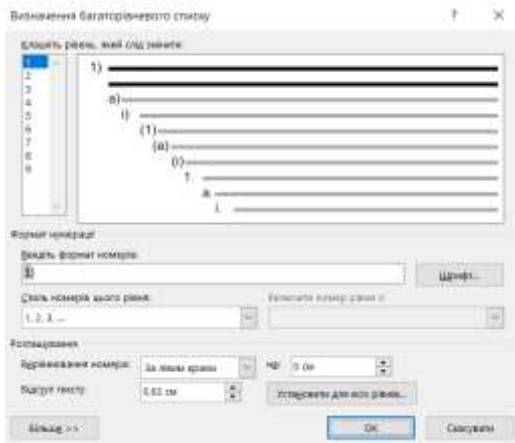 Визначення багаторівневого списку ? ×
Клацніть рівень, який слід змінити:
1
2
3
4
5
6
7
8
9
1)
a)
i)
(1)
(a)
(i)
1.
a.
i.
Формат нумерації
Введіть формат номерів:
1)
Шрифт...
Стиль номерів цього рівня:
Включити номер рівня з:
1, 2, 3, ...
Розташування
Вирівнювання номерів: За лівим краєм на: 0 см
Відступ тексту: 0,63 см Установити для всіх рівнів...
Більше >> OK Скасувати